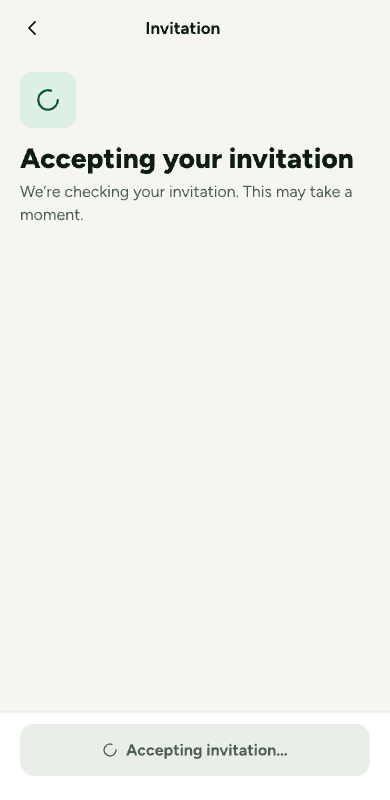 Invitation
Accepting your invitation
We’re checking your invitation. This may take a
moment.
Accepting invitation...